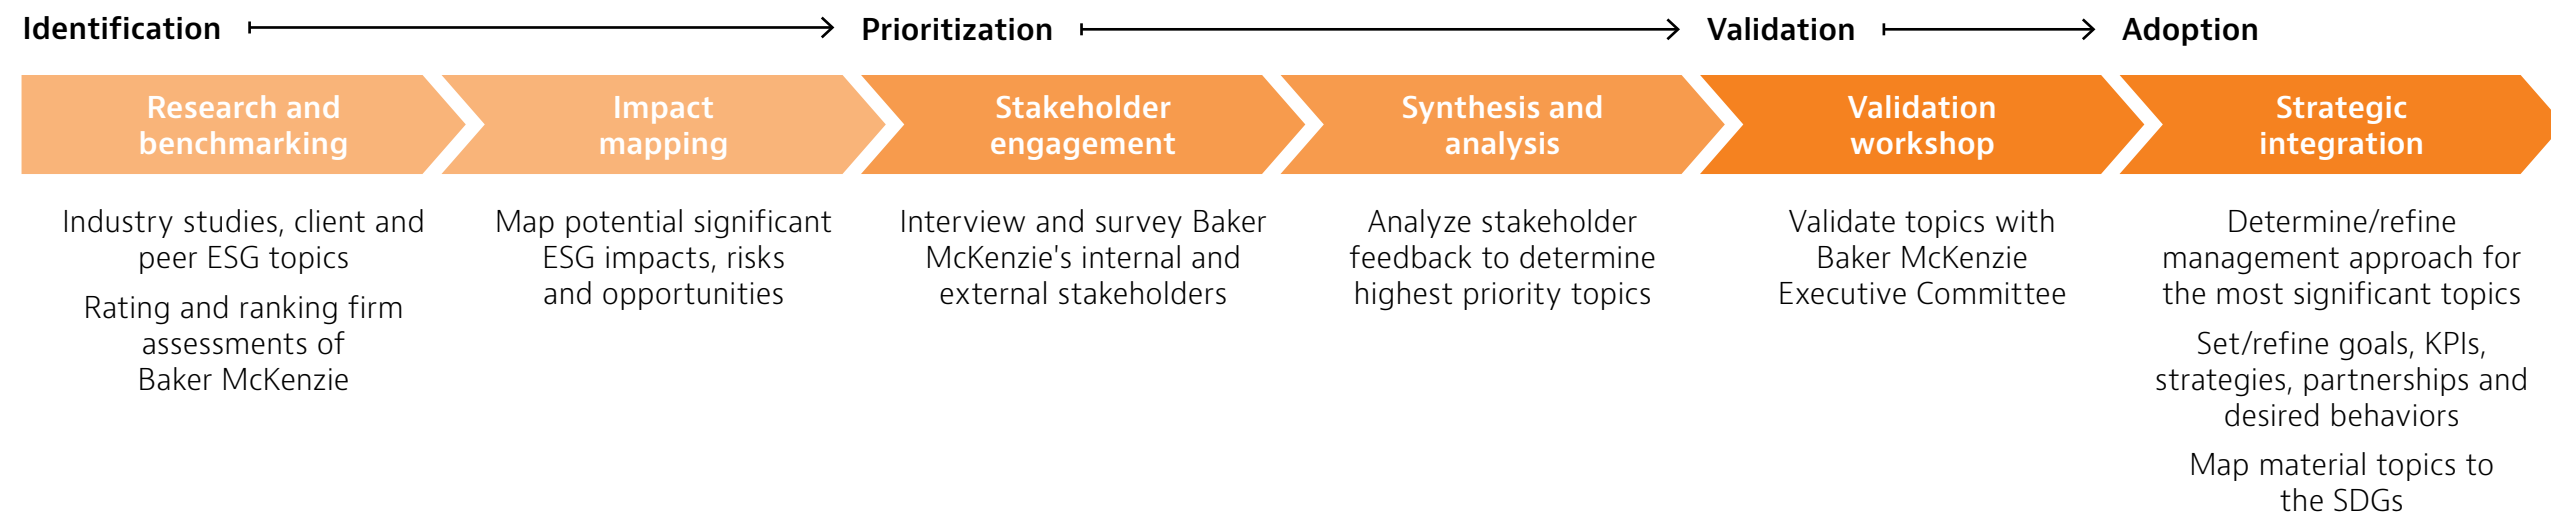 Identification
Prioritization
Validation
Adoption
Research and
benchmarking
Impact
mapping
Stakeholder
engagement
Synthesis and
analysis
Validation
workshop
Strategic
integration
Industry studies, client and
peer ESG topics
Rating and ranking firm
assessments of
Baker McKenzie
Map potential significant
ESG impacts, risks
and opportunities
Interview and survey Baker
McKenzie's internal and
external stakeholders
Analyze stakeholder
feedback to determine
highest priority topics
Validate topics with
Baker McKenzie
Executive Committee
Determine/refine
management approach for
the most significant topics
Set/refine goals, KPIs,
strategies, partnerships and
desired behaviors
Map material topics to
the SDGs